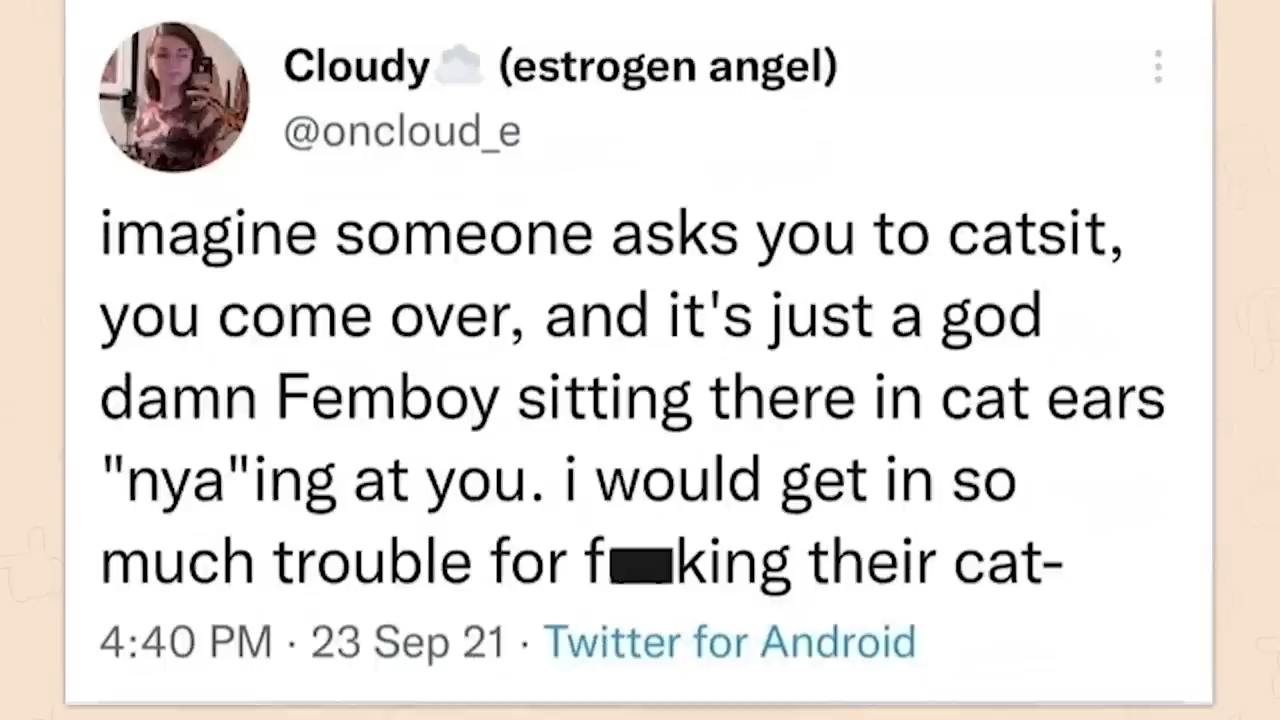 Cloudy☁️ (estrogen angel)
@oncloud_e
imagine someone asks you to catsit,
you come over, and it's just a god
damn Femboy sitting there in cat ears
"nya"ing at you. i would get in so
much trouble for f██king their cat-
4:40 PM · 23 Sep 21 · Twitter for Android